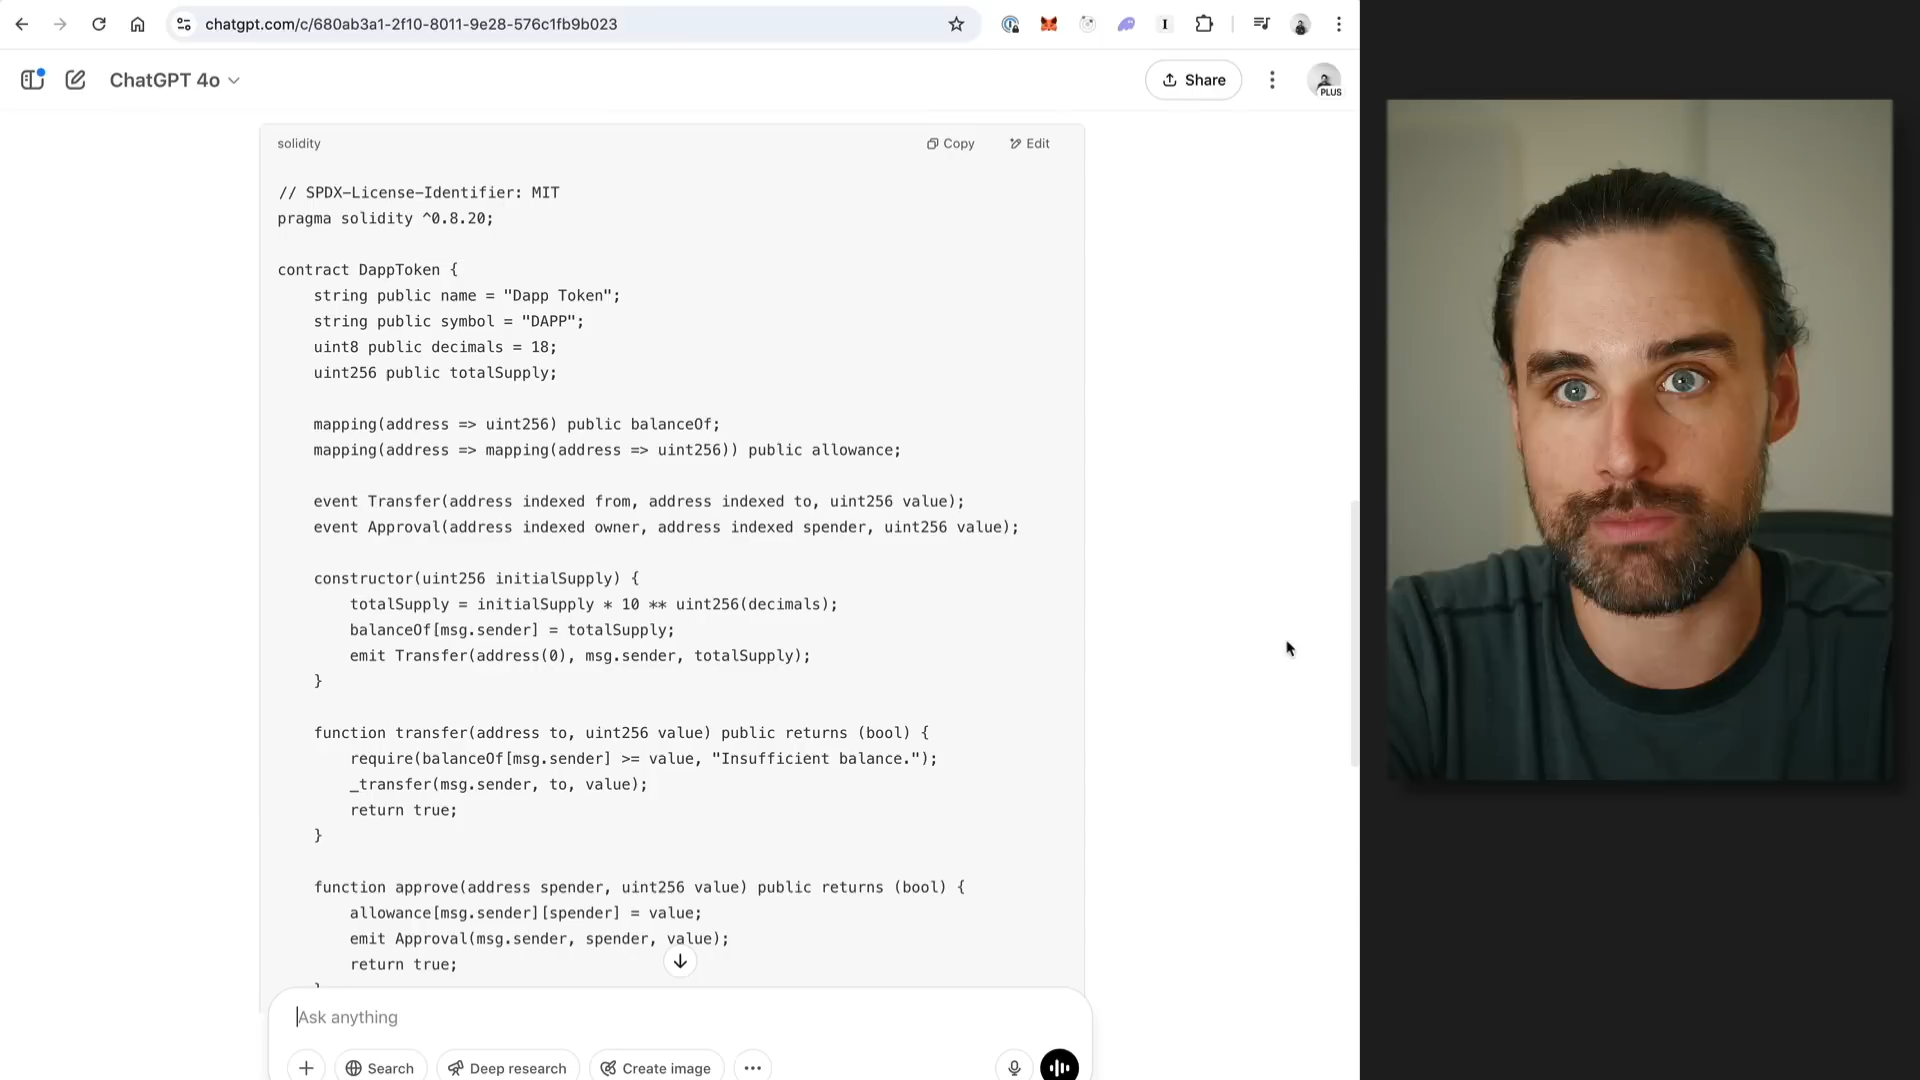 chatgpt.com/c/680ab3a1-2f10-8011-9e28-576c1fb9b023
ChatGPT 4o
Share
PLUS
solidity
Copy
Edit
// SPDX-License-Identifier: MIT
pragma solidity ^0.8.20;
contract DappToken {
string public name = "Dapp Token";
string public symbol = "DAPP";
uint8 public decimals = 18;
uint256 public totalSupply;
mapping(address => uint256) public balanceOf;
mapping(address => mapping(address => uint256)) public allowance;
event Transfer(address indexed from, address indexed to, uint256 value);
event Approval(address indexed owner, address indexed spender, uint256 value);
constructor(uint256 initialSupply) {
totalSupply = initialSupply * 10 ** uint256(decimals);
balanceOf[msg.sender] = totalSupply;
emit Transfer(address(0), msg.sender, totalSupply);
}
function transfer(address to, uint256 value) public returns (bool) {
require(balanceOf[msg.sender] >= value, "Insufficient balance.");
_transfer(msg.sender, to, value);
return true;
}
function approve(address spender, uint256 value) public returns (bool) {
allowance[msg.sender][spender] = value;
emit Approval(msg.sender, spender, value);
return true;
Ask anything
Search
Deep research
Create image